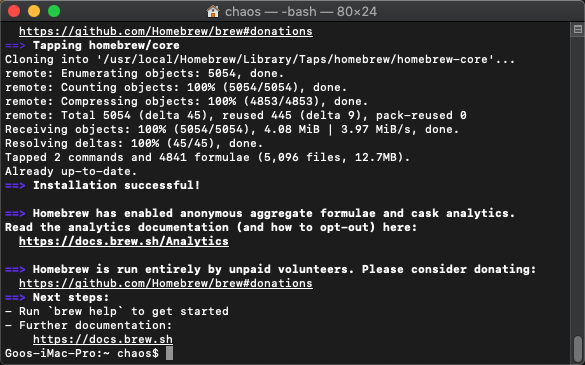 chaos — -bash — 80×24
https://github.com/Homebrew/brew#donations
==> Tapping homebrew/core
Cloning into '/usr/local/Homebrew/Library/Taps/homebrew/homebrew-core'...
remote: Enumerating objects: 5054, done.
remote: Counting objects: 100% (5054/5054), done.
remote: Compressing objects: 100% (4853/4853), done.
remote: Total 5054 (delta 45), reused 445 (delta 9), pack-reused 0
Receiving objects: 100% (5054/5054), 4.08 MiB | 3.97 MiB/s, done.
Resolving deltas: 100% (45/45), done.
Tapped 2 commands and 4841 formulae (5,096 files, 12.7MB).
Already up-to-date.
==> Installation successful!
==> Homebrew has enabled anonymous aggregate formulae and cask analytics.
Read the analytics documentation (and how to opt-out) here:
https://docs.brew.sh/Analytics
==> Homebrew is run entirely by unpaid volunteers. Please consider donating:
https://github.com/Homebrew/brew#donations
==> Next steps:
- Run `brew help` to get started
- Further documentation:
https://docs.brew.sh
Goos-iMac-Pro:~ chaos$